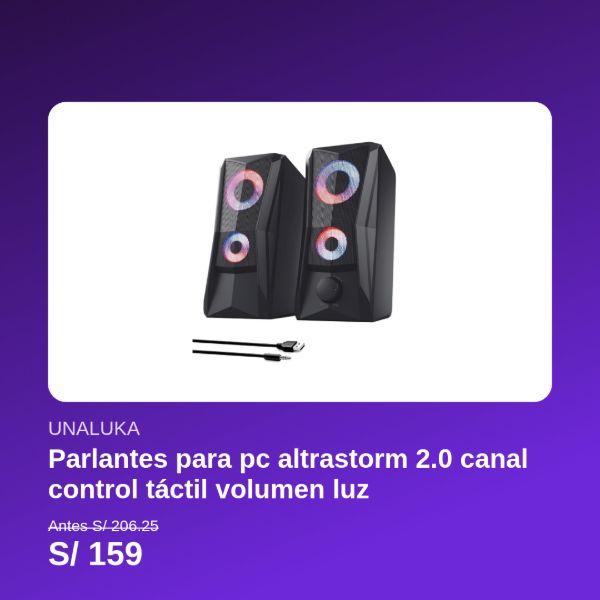 UNALUKA
Parlantes para pc altrastorm 2.0 canal
control táctil volumen luz
Antes S/ 206.25
S/ 159